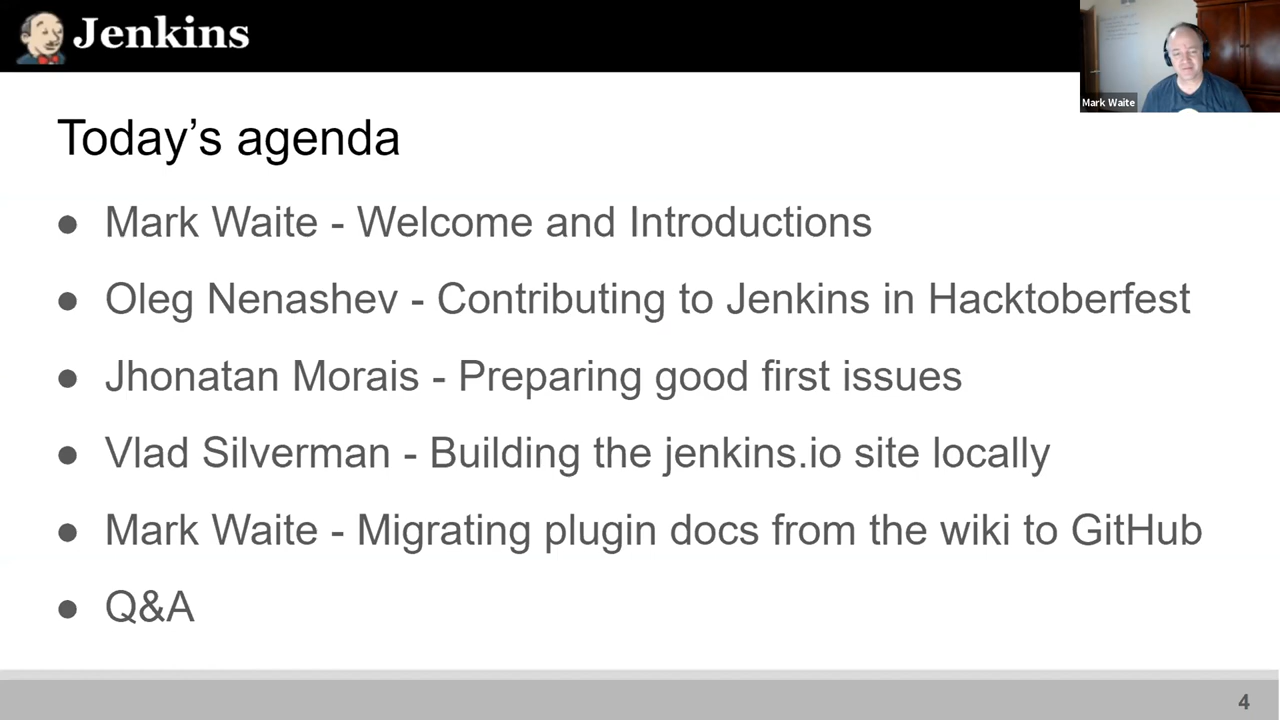 Jenkins
Mark Waite
Today's agenda
● Mark Waite - Welcome and Introductions
● Oleg Nenashev - Contributing to Jenkins in Hacktoberfest
● Jhonatan Morais - Preparing good first issues
● Vlad Silverman - Building the jenkins.io site locally
● Mark Waite - Migrating plugin docs from the wiki to GitHub
● Q&A
4